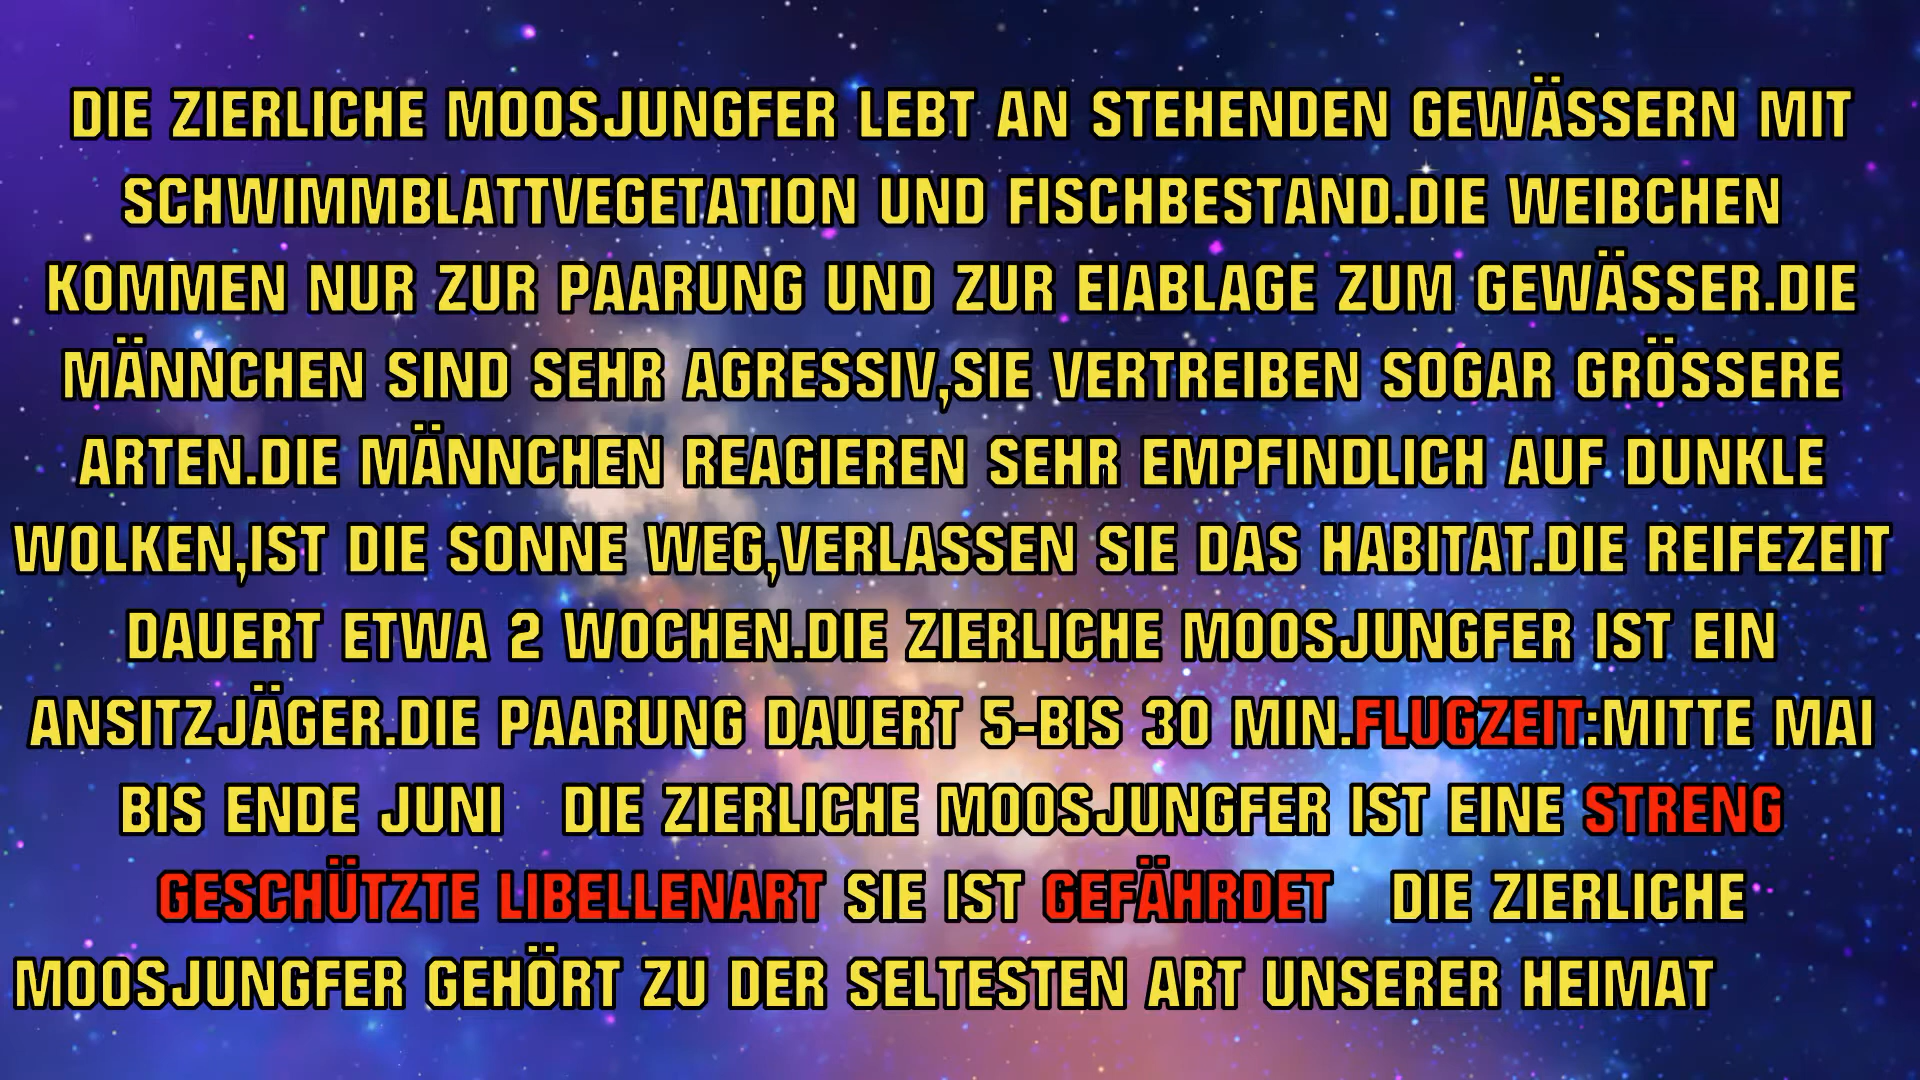 DIE ZIERLICHE MOOSJUNGFER LEBT AN STEHENDEN GEWÄSSERN MIT
SCHWIMMBLATTVEGETATION UND FISCHBESTAND.DIE WEIBCHEN
KOMMEN NUR ZUR PAARUNG UND ZUR EIABLAGE ZUM GEWÄSSER.DIE
MÄNNCHEN SIND SEHR AGRESSIV,SIE VERTREIBEN SOGAR GRÖSSERE
ARTEN.DIE MÄNNCHEN REAGIEREN SEHR EMPFINDLICH AUF DUNKLE
WOLKEN,IST DIE SONNE WEG,VERLASSEN SIE DAS HABITAT.DIE REIFEZEIT
DAUERT ETWA 2 WOCHEN.DIE ZIERLICHE MOOSJUNGFER IST EIN
ANSITZJÄGER.DIE PAARUNG DAUERT 5-BIS 30 MIN.FLUGZEIT:MITTE MAI
BIS ENDE JUNI DIE ZIERLICHE MOOSJUNGFER IST EINE STRENG
GESCHÜTZTE LIBELLENART SIE IST GEFÄHRDET DIE ZIERLICHE
MOOSJUNGFER GEHÖRT ZU DER SELTESTEN ART UNSERER HEIMAT